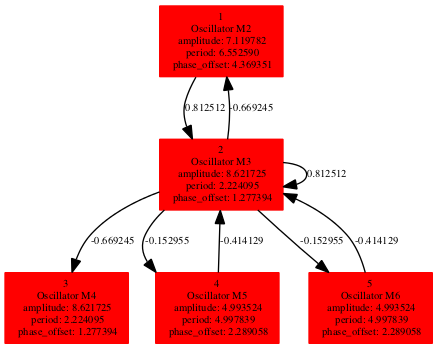 1
Oscillator M2
amplitude: 7.119782
period: 6.552590
phase_offset: 4.369351
0.812512
-0.669245
2
Oscillator M3
amplitude: 8.621725
period: 2.224095
phase_offset: 1.277394
0.812512
-0.669245
-0.152955
-0.414129
-0.152955
-0.414129
3
Oscillator M4
amplitude: 8.621725
period: 2.224095
phase_offset: 1.277394
4
Oscillator M5
amplitude: 4.993524
period: 4.997839
phase_offset: 2.289058
5
Oscillator M6
amplitude: 4.993524
period: 4.997839
phase_offset: 2.289058